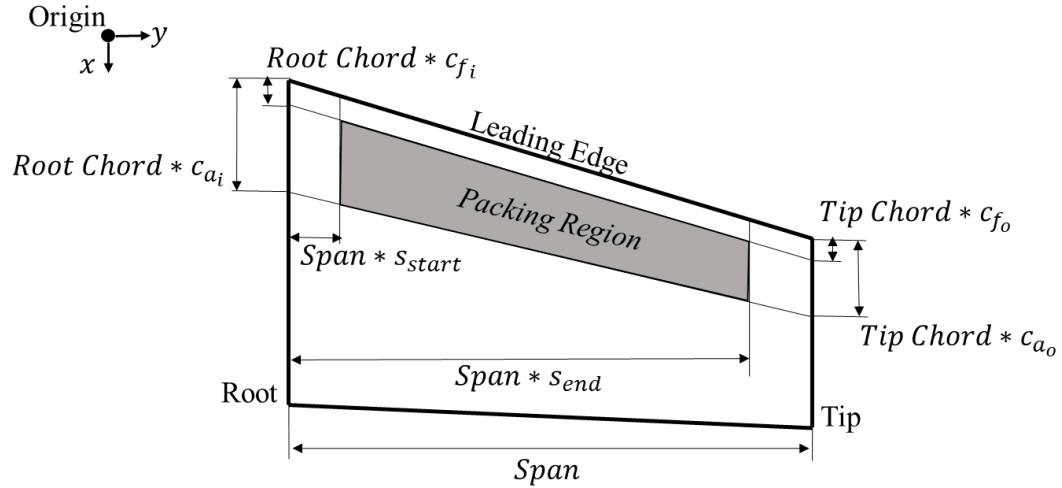 Origin
y
x
Root Chord * c_{f_i}
Leading Edge
Root Chord * c_{a_i}
Packing Region
Tip Chord * c_{f_o}
Span * s_{start}
Tip Chord * c_{a_o}
Span * s_{end}
Root
Tip
Span